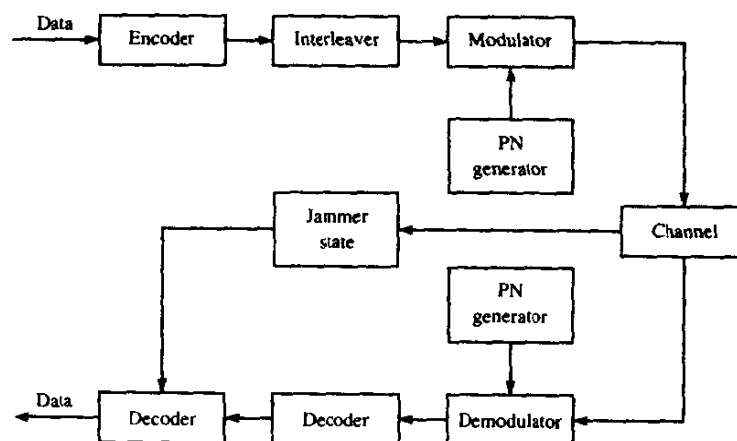 Data
Encoder
Interleaver
Modulator
PN
generator
Jammer
state
Channel
PN
generator
Data
Decoder
Decoder
Demodulator